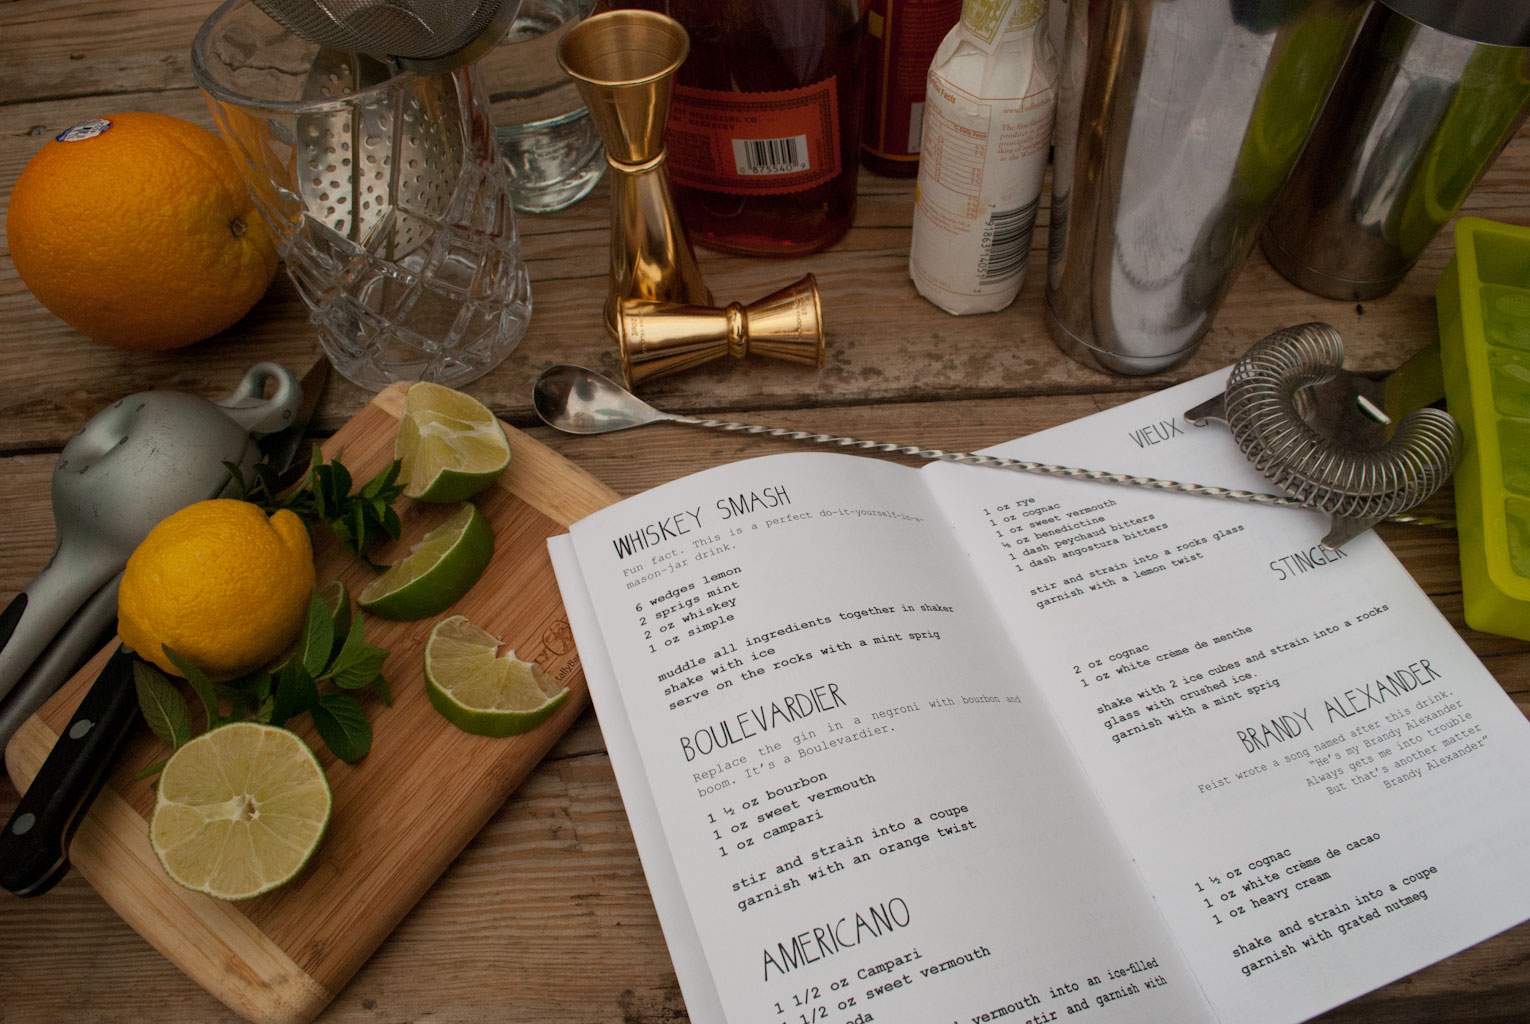 WHISKEY SMASH
Fun fact. This is a perfect do-it-yourself-in-a-
mason-jar drink.
6 wedges lemon
2 sprigs mint
2 oz whiskey
1 oz simple
muddle all ingredients together in shaker
shake with ice
serve on the rocks with a mint sprig
BOULEVARDIER
Replace the gin in a negroni with bourbon and
boom. It's a Boulevardier.
1 ½ oz bourbon
1 oz sweet vermouth
1 oz campari
stir and strain into a coupe
garnish with an orange twist
AMERICANO
1 1/2 oz Campari
1 1/2 oz sweet vermouth
vermouth into an ice-filled
stir and garnish with
VIEUX
1 oz rye
1 oz cognac
1 oz sweet vermouth
½ oz benedictine
1 dash peychaud bitters
1 dash angostura bitters
stir and strain into a rocks glass
garnish with a lemon twist
STINGER
2 oz cognac
1 oz white crème de menthe
shake with 2 ice cubes and strain into a rocks
glass with crushed ice.
garnish with a mint sprig
BRANDY ALEXANDER
Feist wrote a song named after this drink.
"He's my Brandy Alexander
Always gets me into trouble
But that's another matter
Brandy Alexander"
1 ½ oz cognac
1 oz white crème de cacao
1 oz heavy cream
shake and strain into a coupe
garnish with grated nutmeg